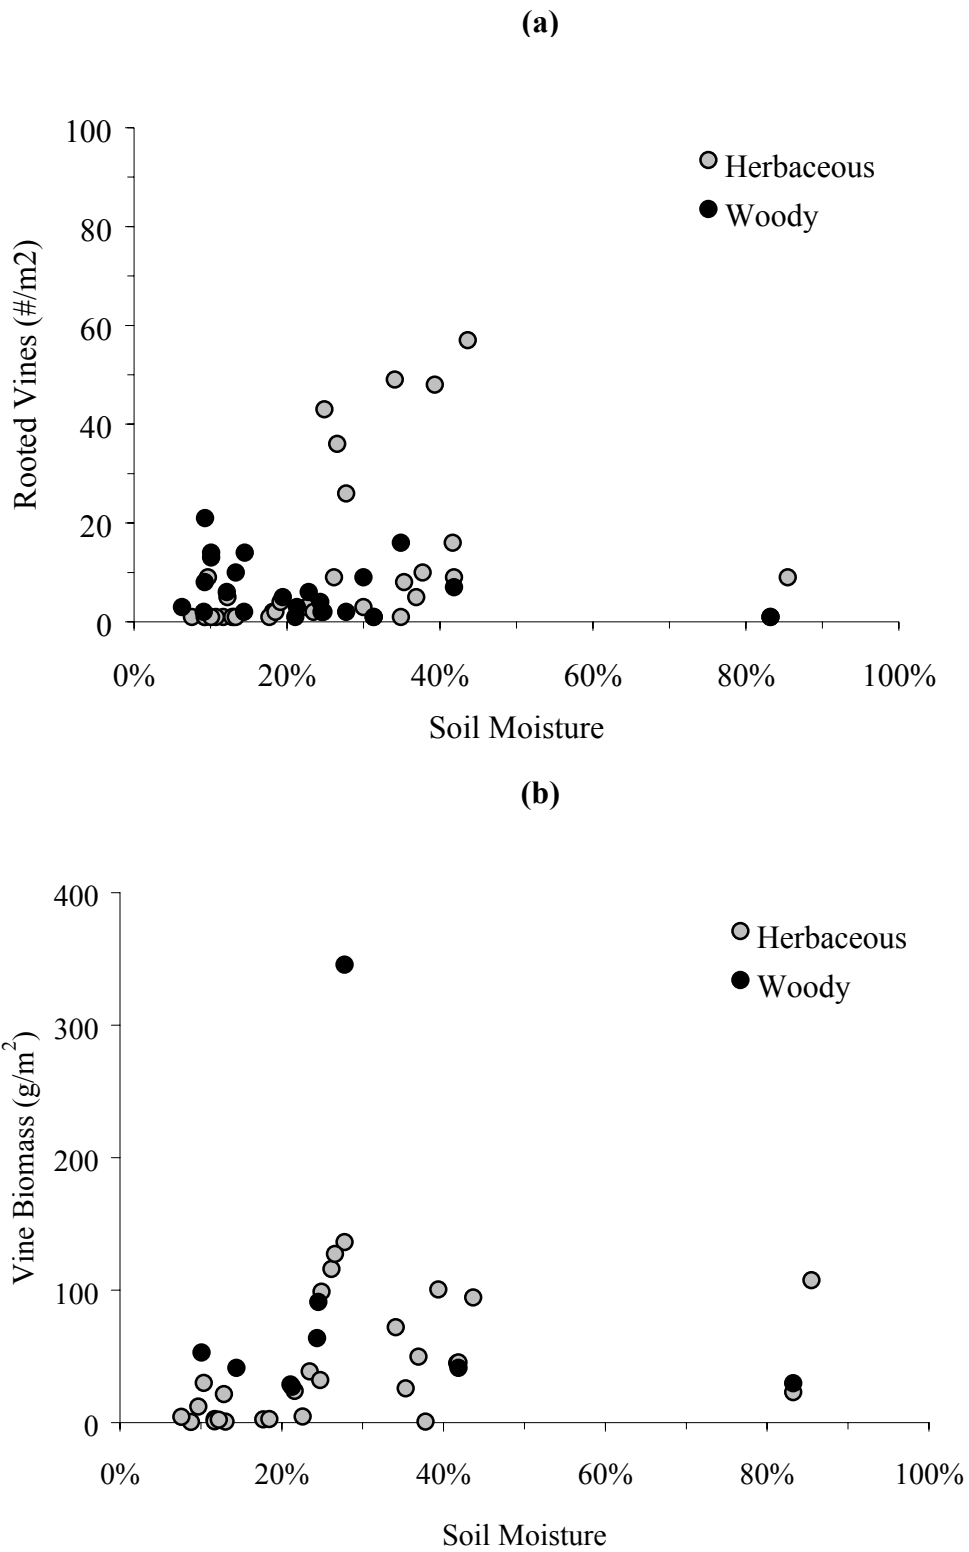 (a)
100
80
60
40
20
0
Rooted Vines (#/m2)
Herbaceous
Woody
0% 20% 40% 60% 80% 100%
Soil Moisture
(b)
400
300
200
100
0
Vine Biomass (g/m²)
Herbaceous
Woody
0% 20% 40% 60% 80% 100%
Soil Moisture